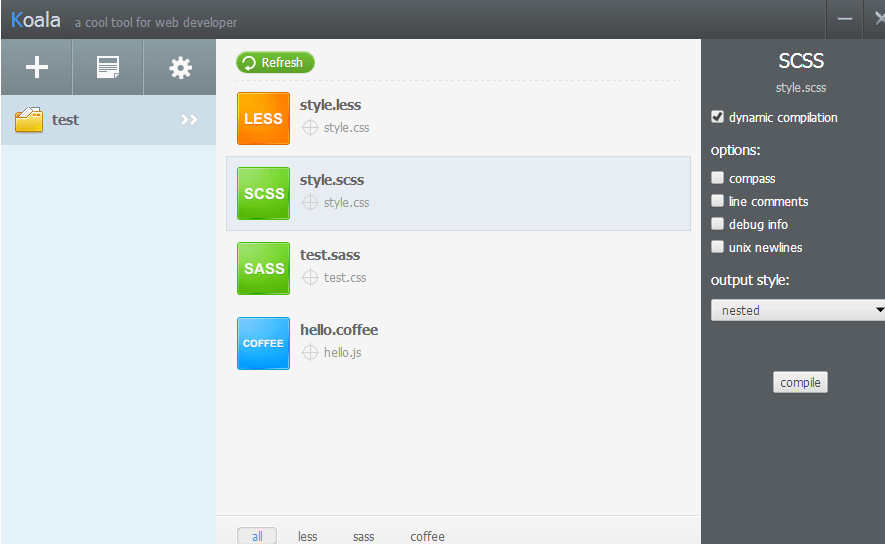 Koala a cool tool for web developer
test
Refresh
LESS
style.less
style.css
SCSS
style.scss
style.css
SASS
test.sass
test.css
COFFEE
hello.coffee
hello.js
all less sass coffee
SCSS
style.scss
dynamic compilation
options:
compass
line comments
debug info
unix newlines
output style:
nested
compile